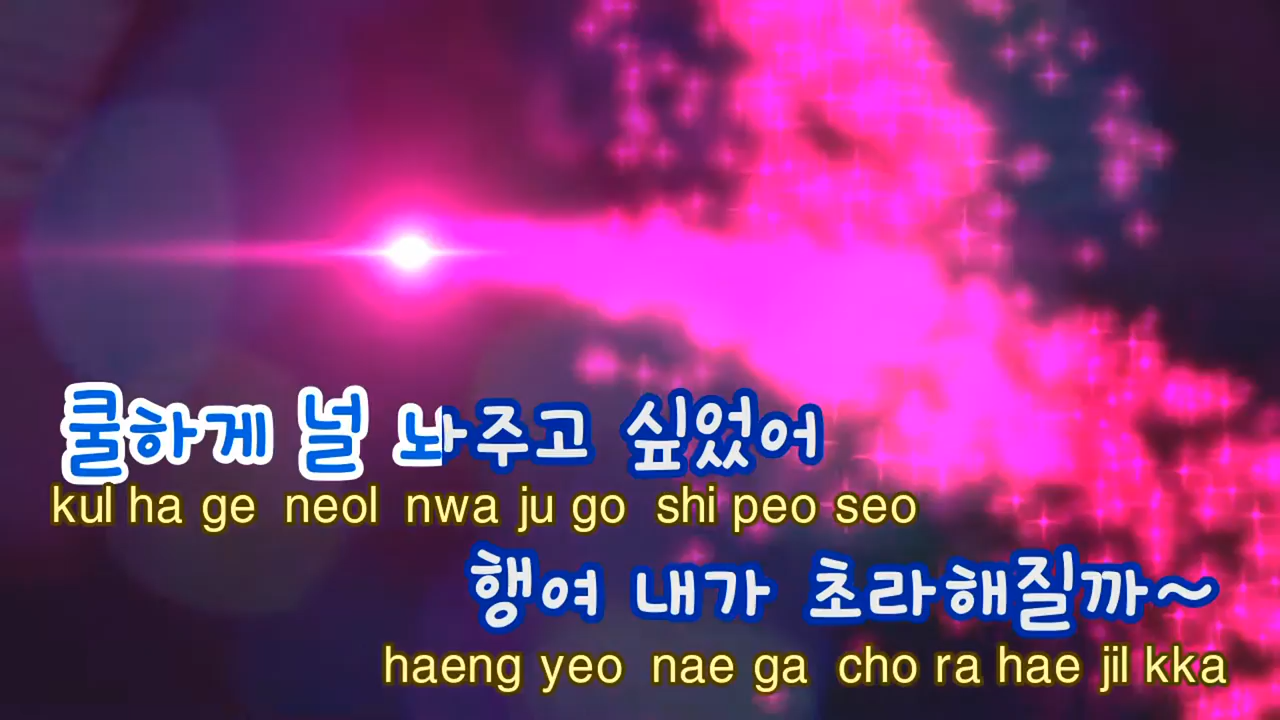 쿨하게 널 놔주고 싶었어
kul ha ge neol nwa ju go shi peo seo
행여 내가 초라해질까~
haeng yeo nae ga cho ra hae jil kka